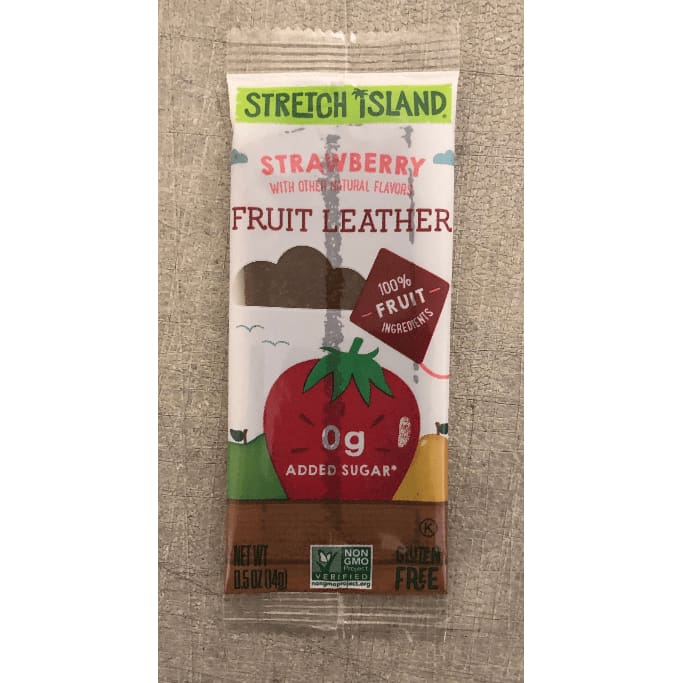 STRETCH ISLAND
STRAWBERRY
WITH OTHER NATURAL FLAVORS
FRUIT LEATHER
100%
FRUIT
INGREDIENTS
0g
ADDED SUGAR*
K
NET WT
0.5 OZ (14g)
NON
GMO
Project
VERIFIED
nongmoproject.org
GLUTEN
FREE